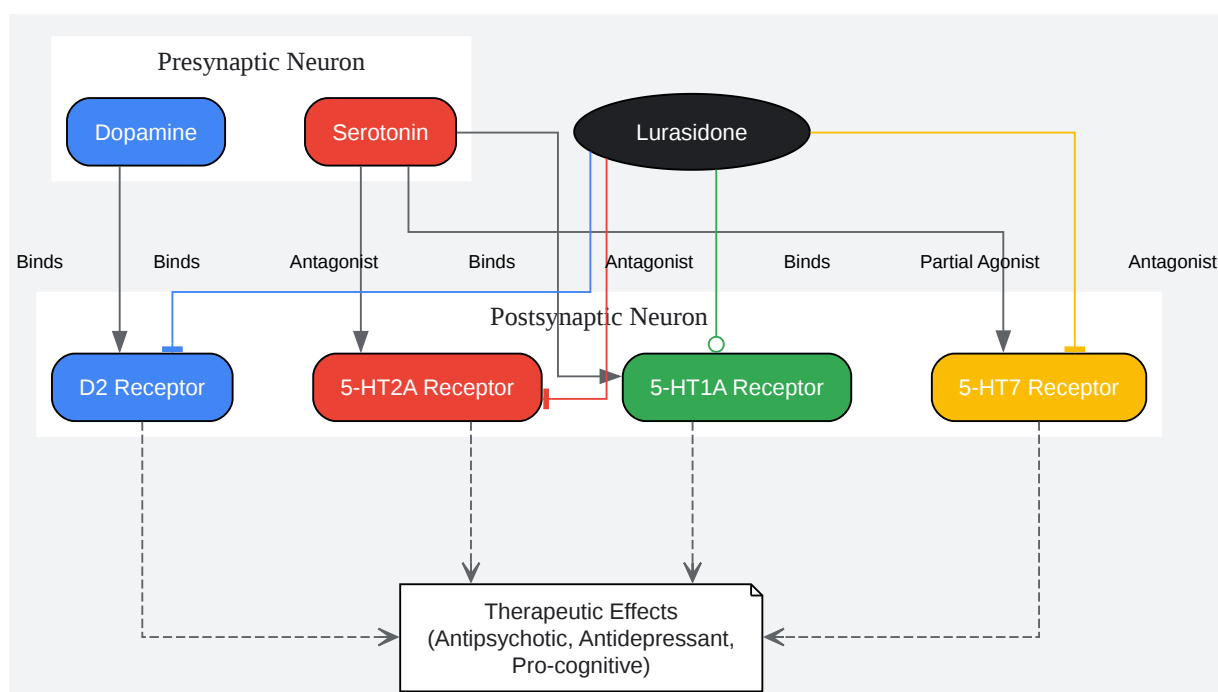 Presynaptic Neuron
Dopamine
Serotonin
Lurasidone
Binds
Binds
Antagonist
Binds
Antagonist
Binds
Partial Agonist
Antagonist
Postsynaptic Neuron
D2 Receptor
5-HT2A Receptor
5-HT1A Receptor
5-HT7 Receptor
Therapeutic Effects
(Antipsychotic, Antidepressant,
Pro-cognitive)